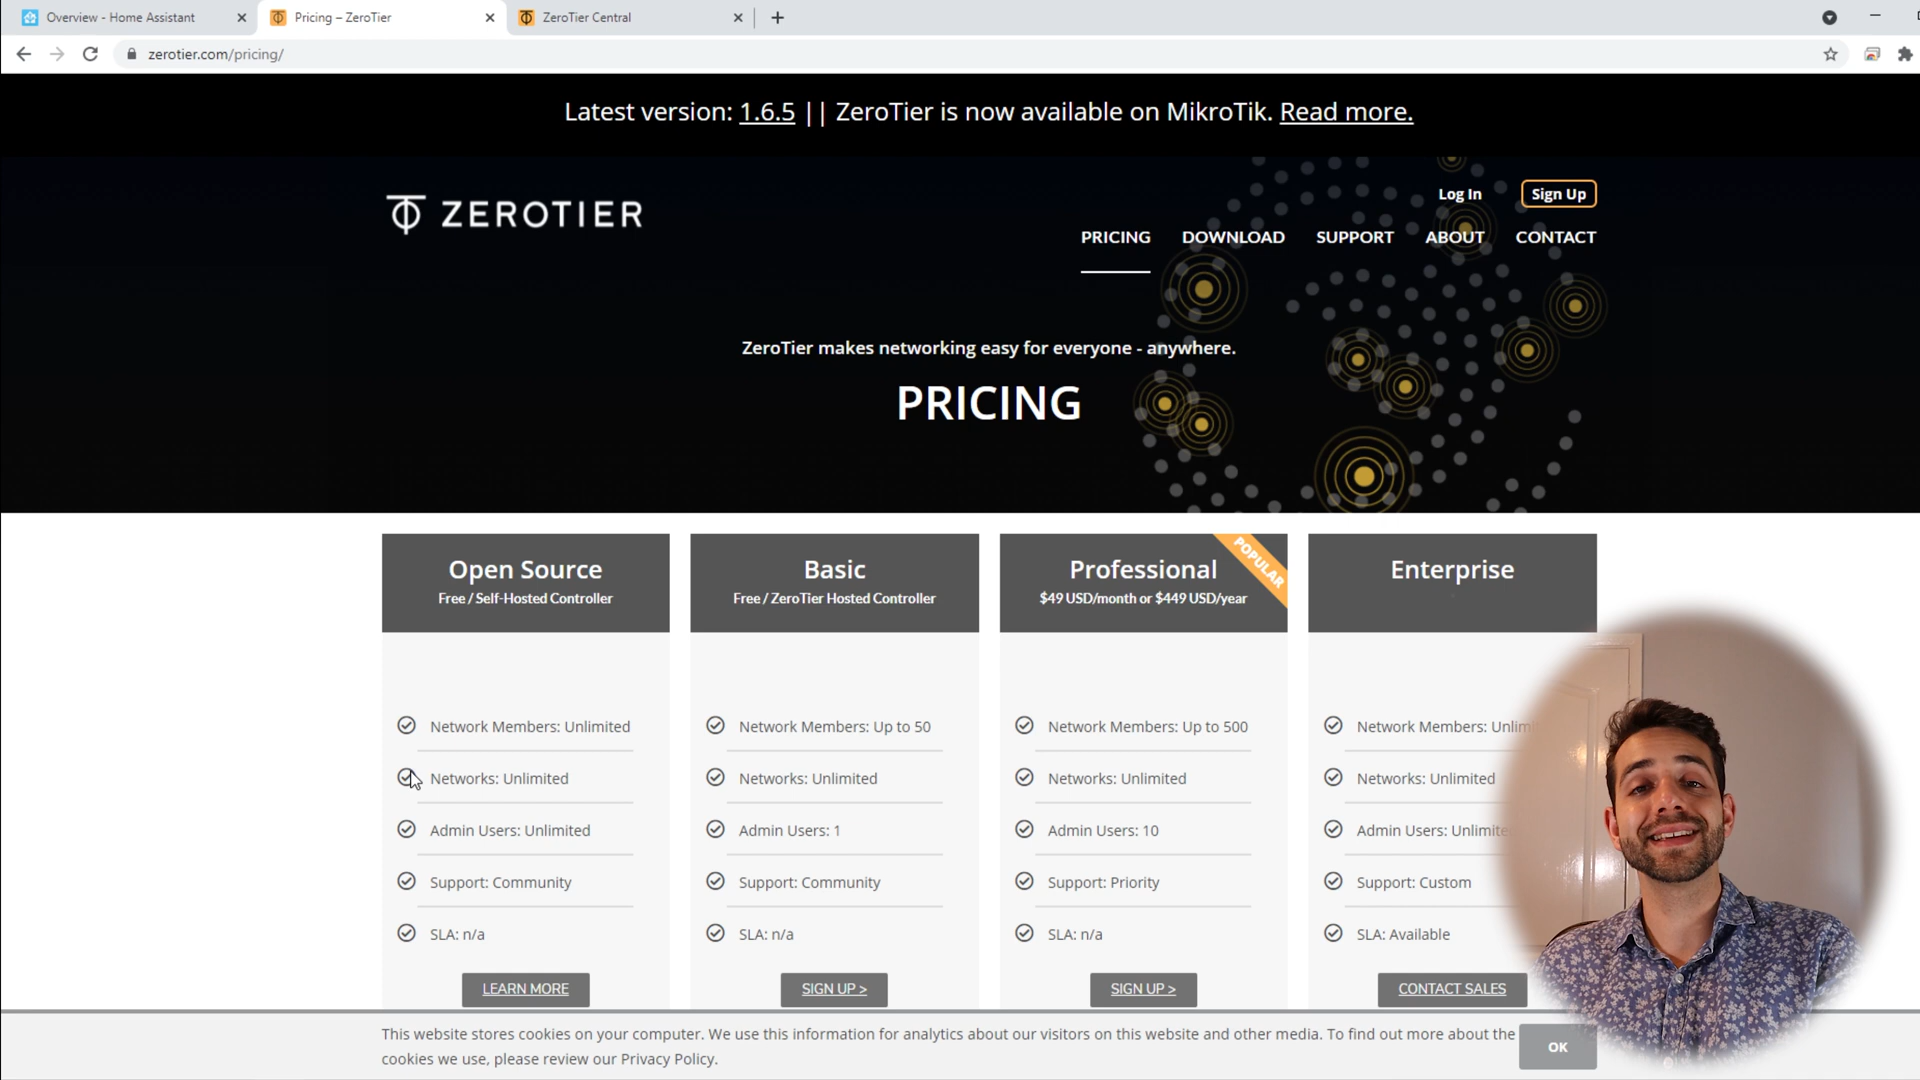 Overview - Home Assistant
Pricing – ZeroTier
ZeroTier Central
zerotier.com/pricing/
Latest version: 1.6.5 || ZeroTier is now available on MikroTik. Read more.
ZEROTIER
Log In
Sign Up
PRICING
DOWNLOAD
SUPPORT
ABOUT
CONTACT
ZeroTier makes networking easy for everyone - anywhere.
PRICING
Open Source
Free / Self-Hosted Controller
Network Members: Unlimited
Networks: Unlimited
Admin Users: Unlimited
Support: Community
SLA: n/a
LEARN MORE
Basic
Free / ZeroTier Hosted Controller
Network Members: Up to 50
Networks: Unlimited
Admin Users: 1
Support: Community
SLA: n/a
SIGN UP >
Professional
POPULAR
$49 USD/month or $449 USD/year
Network Members: Up to 500
Networks: Unlimited
Admin Users: 10
Support: Priority
SLA: n/a
SIGN UP >
Enterprise
Network Members:
Networks: Unlimited
Admin Users:
Support: Custom
SLA: Available
CONTACT SALES
This website stores cookies on your computer. We use this information for analytics about our visitors on this website and other media. To find out more about the
cookies we use, please review our Privacy Policy.
OK